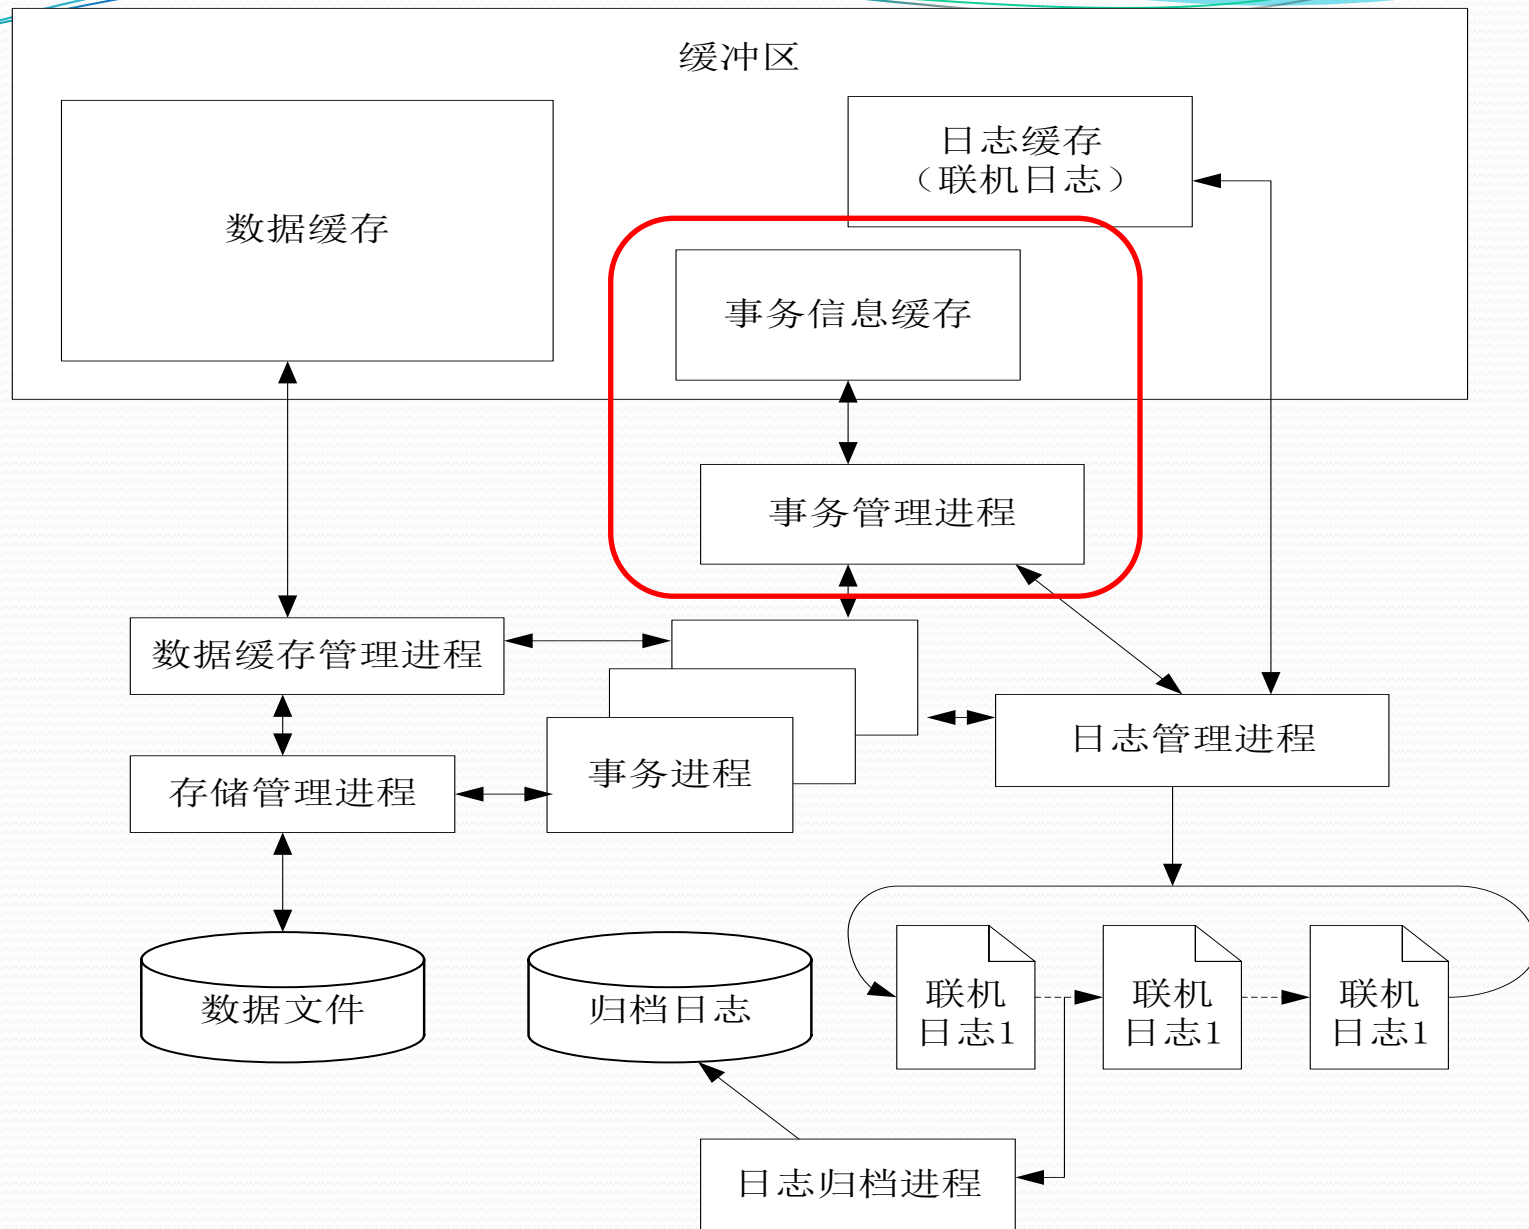 缓冲区
日志缓存
（联机日志）
数据缓存
事务信息缓存
事务管理进程
数据缓存管理进程
日志管理进程
事务进程
存储管理进程
联机
日志1
联机
日志1
联机
日志1
数据文件
归档日志
日志归档进程